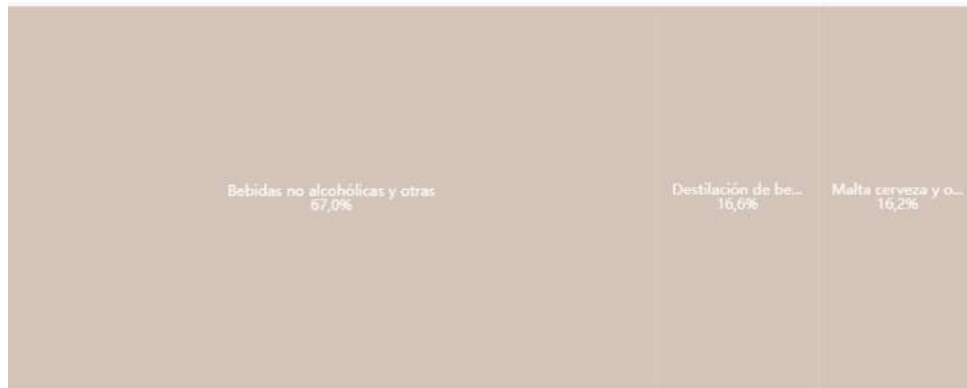 Bebidas no alcohólicas y otras
67,0%
Destilación de be...
16,6%
Malta cerveza y o...
16,2%